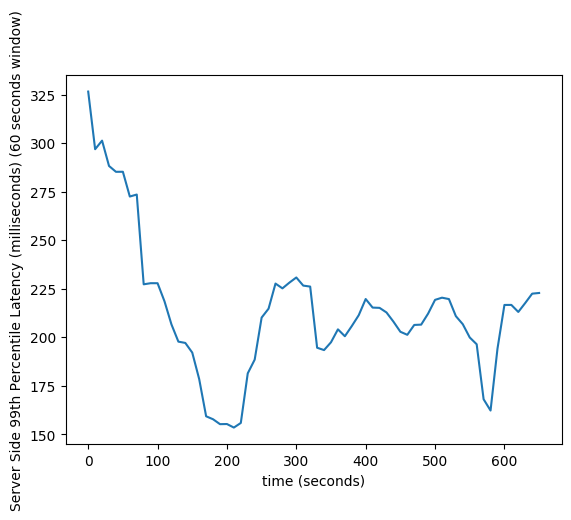 Server Side 99th Percentile Latency (milliseconds) (60 seconds window)
325
300
275
250
225
200
175
150
0 100 200 300 400 500 600
time (seconds)